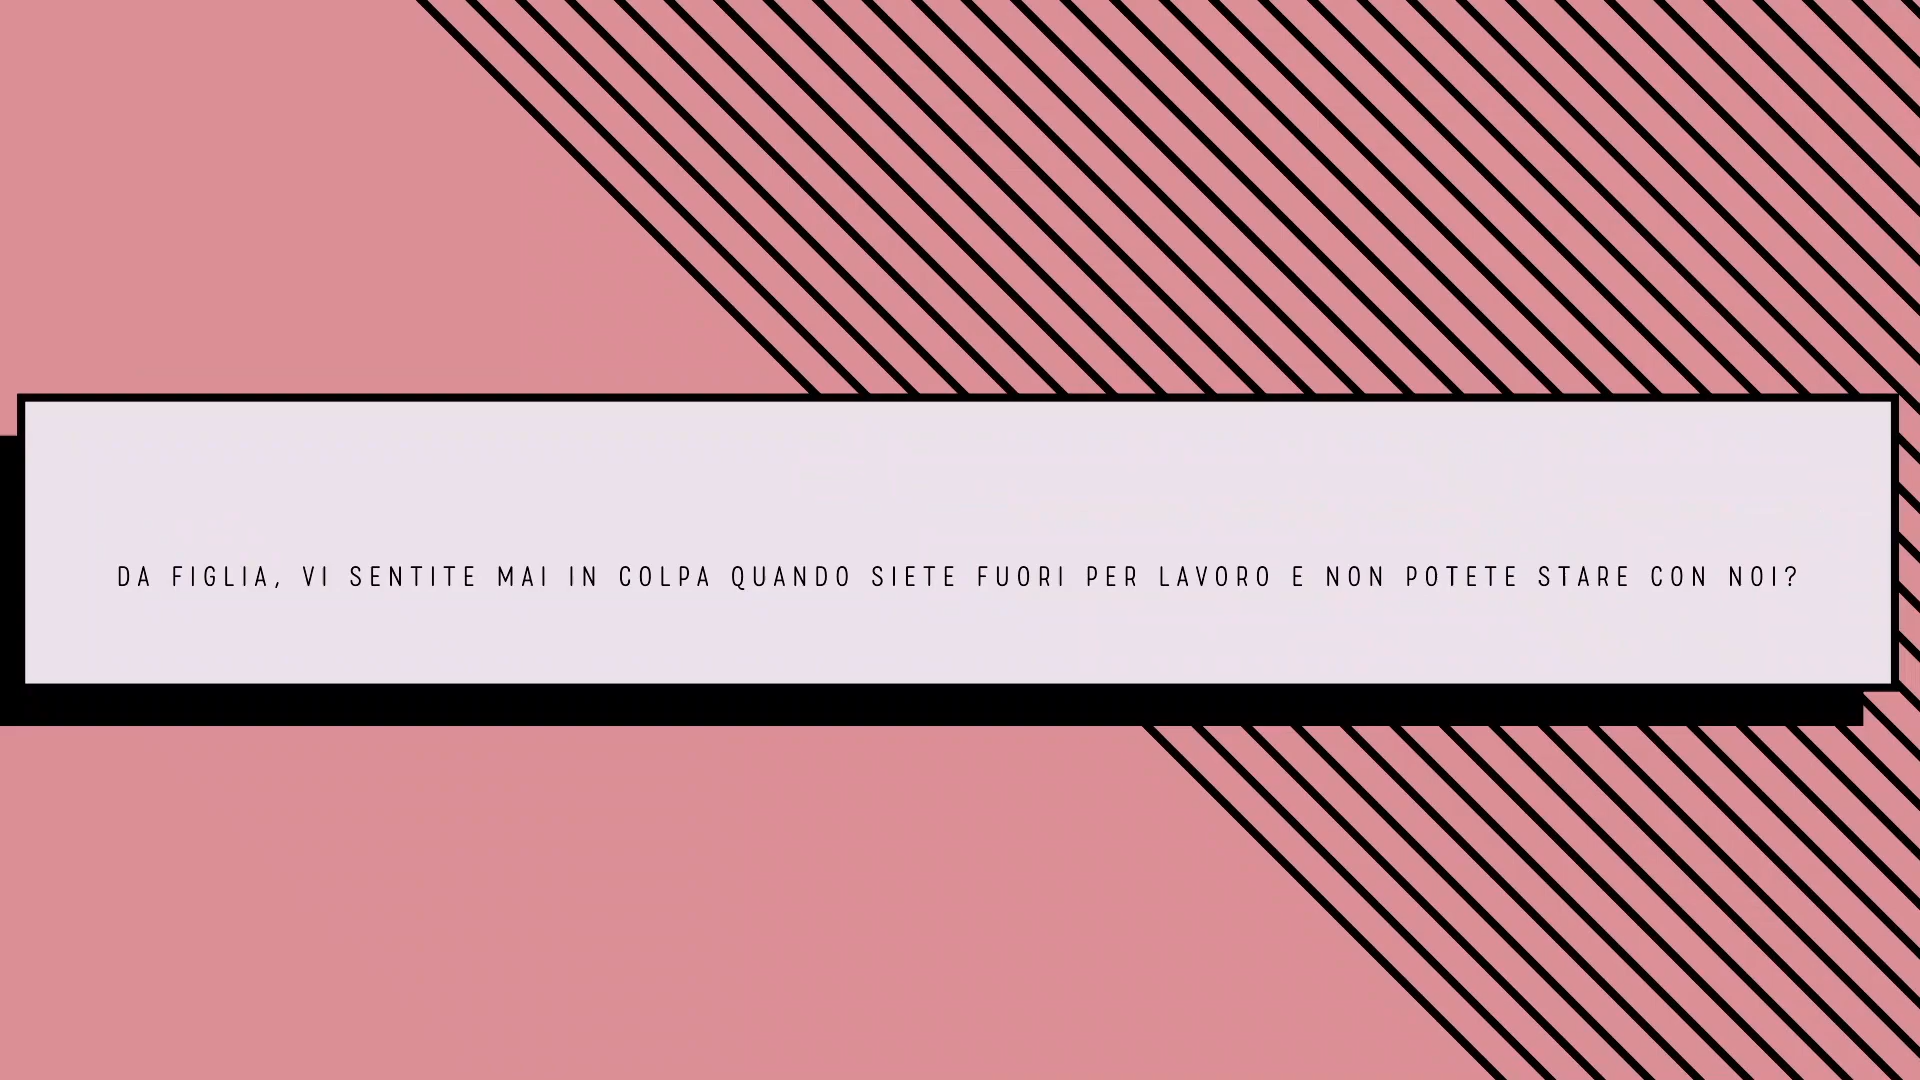 DA FIGLIA, VI SENTITE MAI IN COLPA QUANDO SIETE FUORI PER LAVORO E NON POTETE STARE CON NOI?